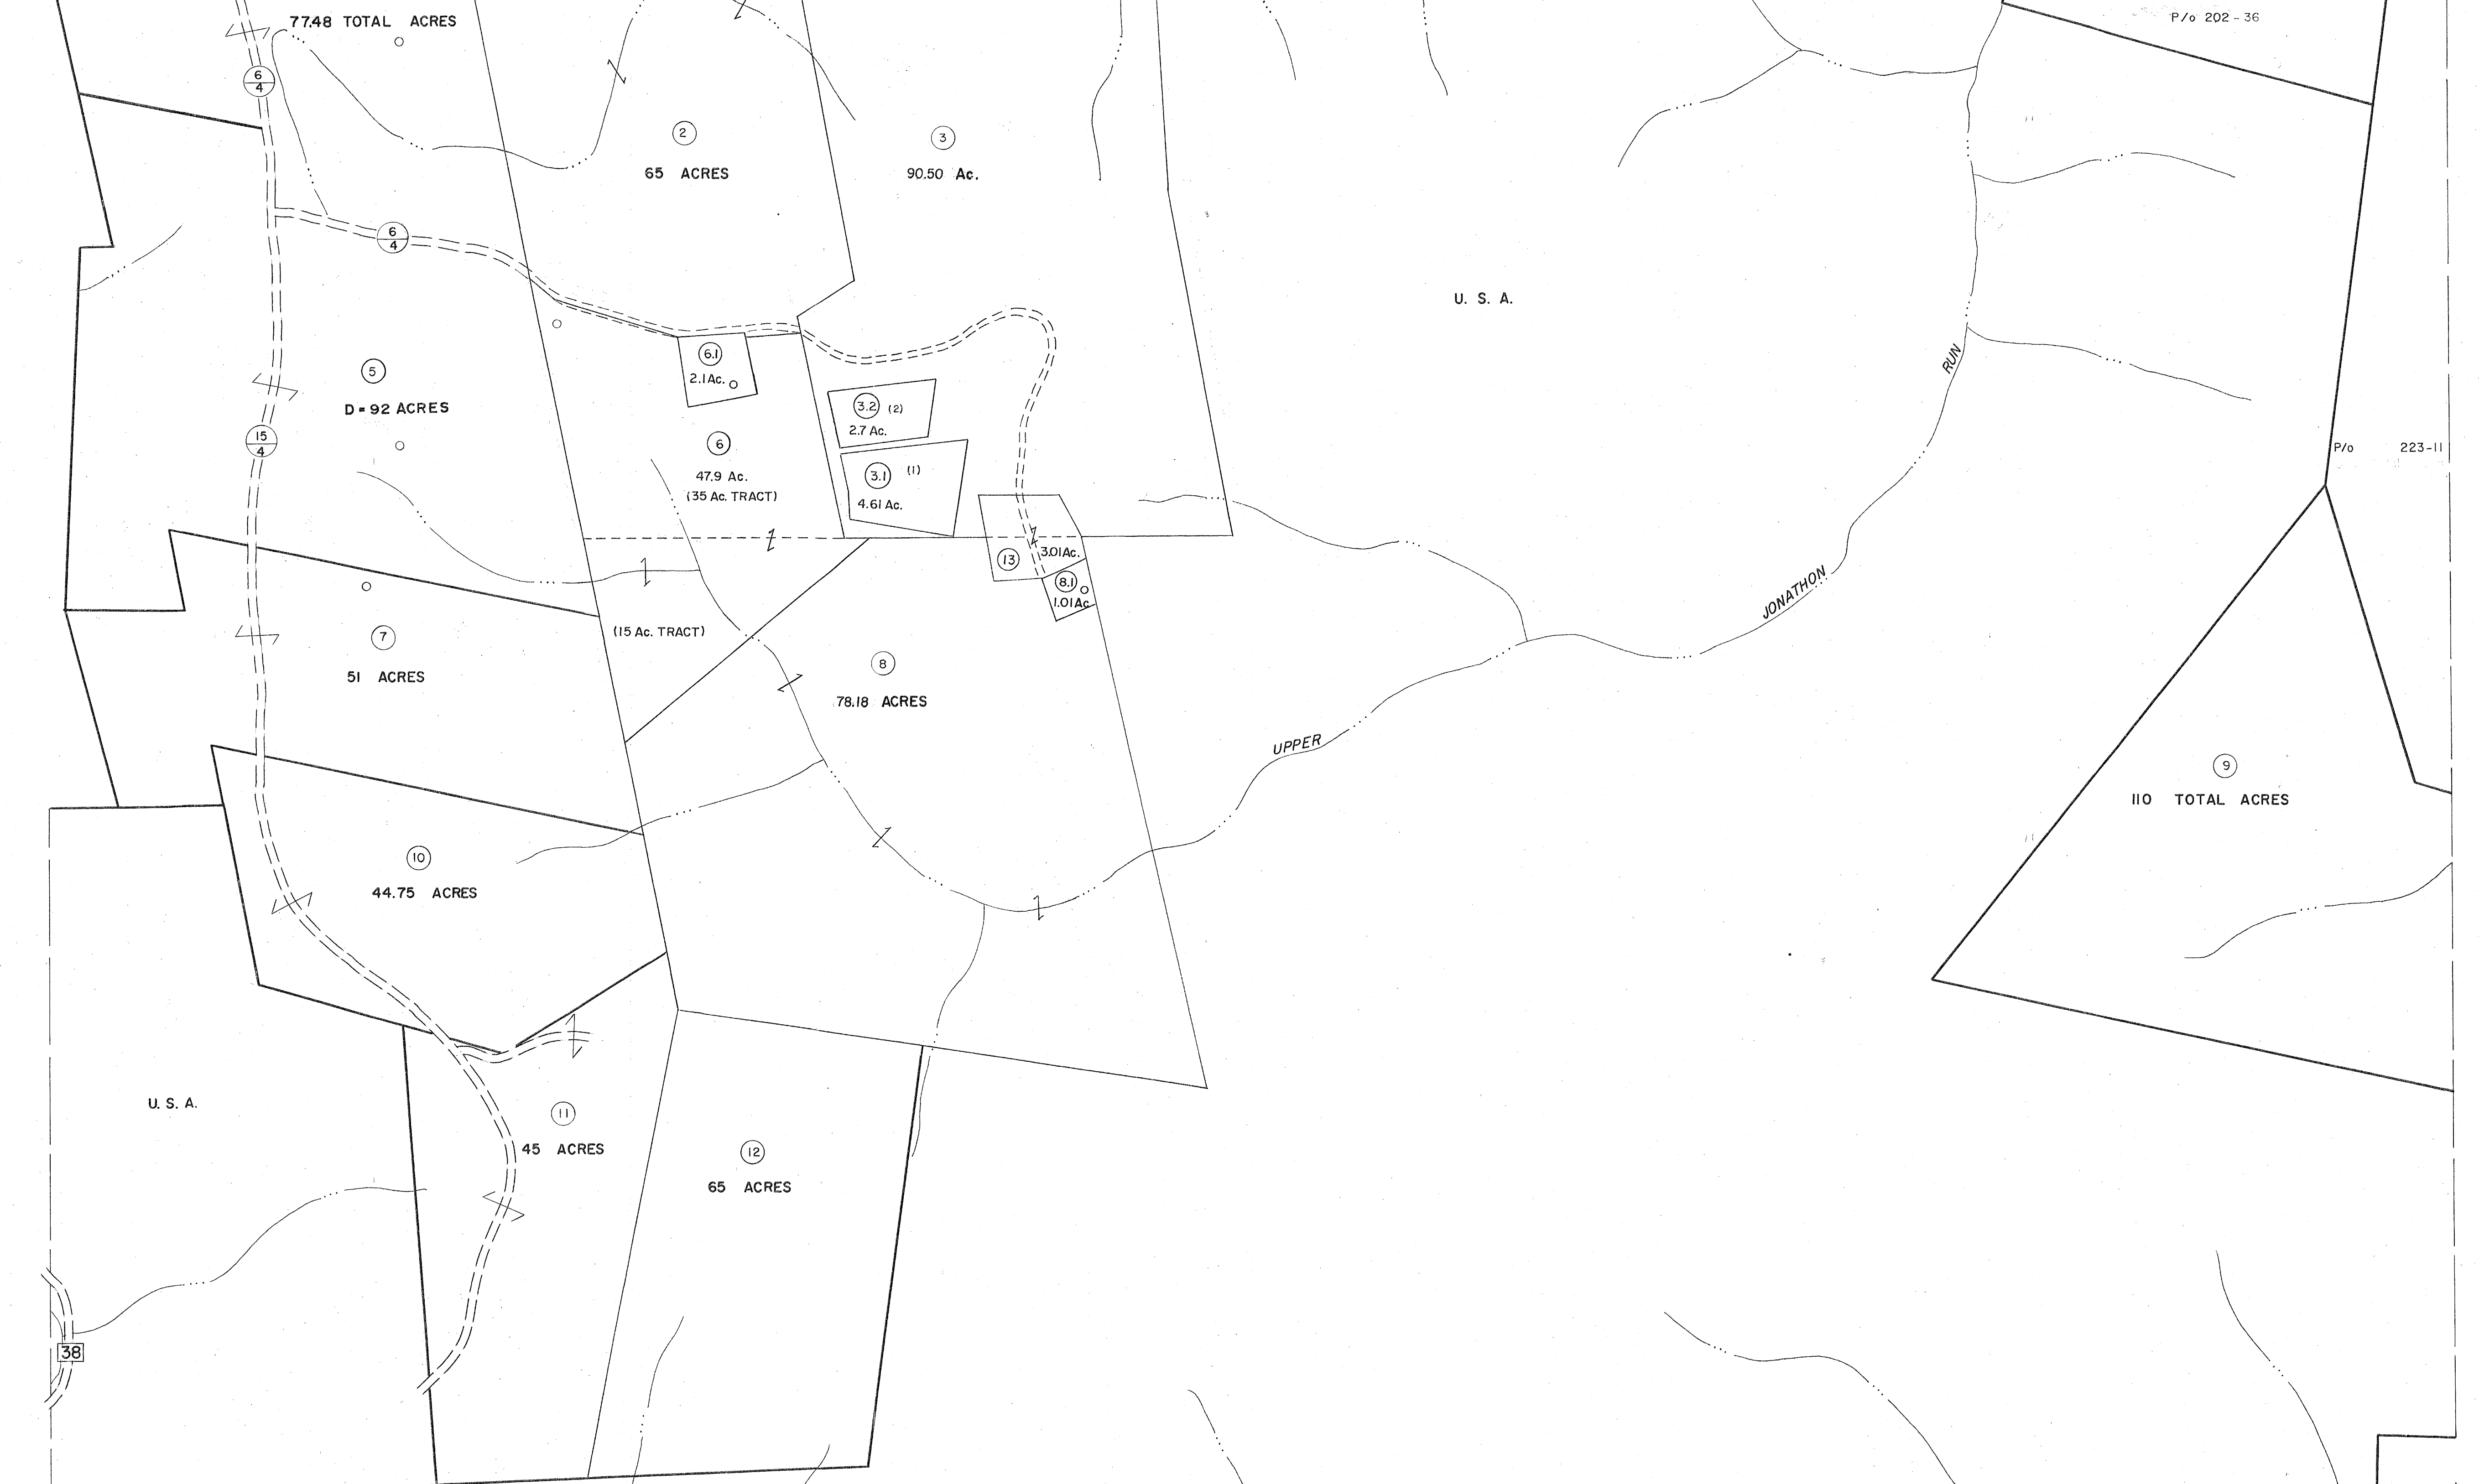 77.48 TOTAL ACRES
P/o 202-36
6
4
2
65 ACRES
3
90.50 Ac.
6
4
U. S. A.
6.1
2.1 Ac.
5
D = 92 ACRES
3.2 (2)
2.7 Ac.
15
4
6
47.9 Ac.
(35 Ac. TRACT)
3.1 (1)
4.61 Ac.
RUN
P/o 223-11
13
3.01 Ac.
8.1
1.01 Ac
JONATHON
(15 Ac. TRACT)
7
51 ACRES
8
78.18 ACRES
UPPER
9
110 TOTAL ACRES
10
44.75 ACRES
U. S. A.
11
45 ACRES
12
65 ACRES
38